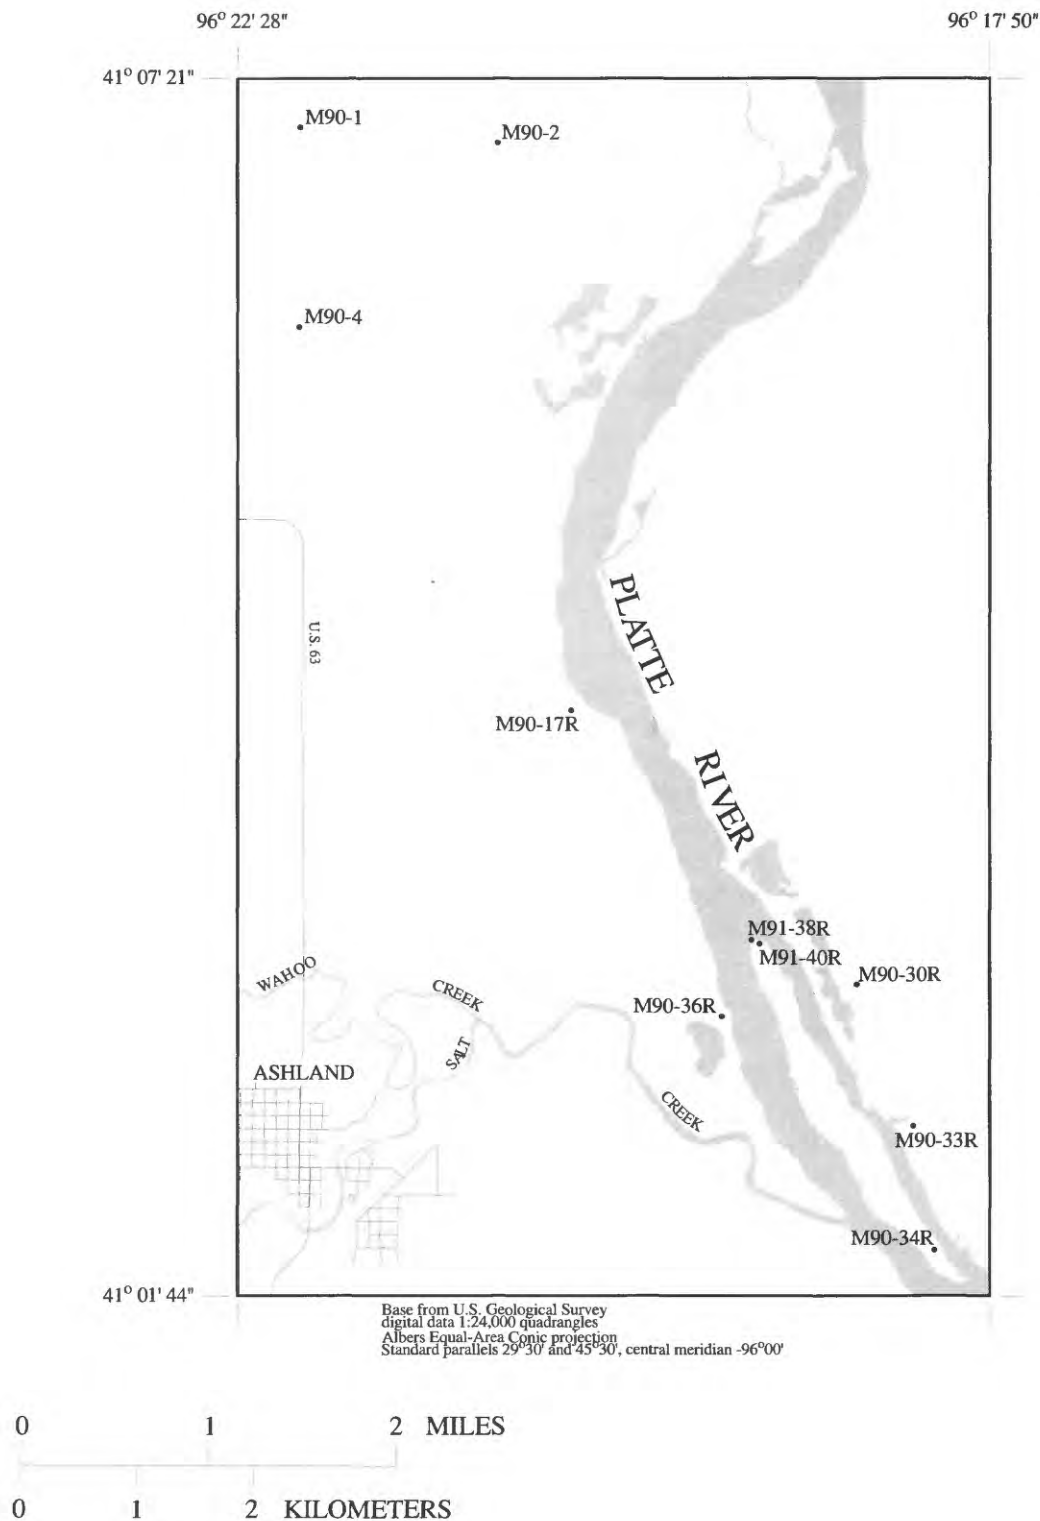 96° 22' 28"
96° 17' 50"
41° 07' 21"
M90-1
M90-2
M90-4
U.S. 63
PLATTE
RIVER
M90-17R
M91-38R
M91-40R
M90-30R
M90-36R
WAHOO
CREEK
SALT
CREEK
ASHLAND
M90-33R
M90-34R
41° 01' 44"
Base from U.S. Geological Survey
digital data 1:24,000 quadrangles
Albers Equal-Area Conic projection
Standard parallels 29°30' and 45°30', central meridian -96°00'
0 1 2 MILES
0 1 2 KILOMETERS